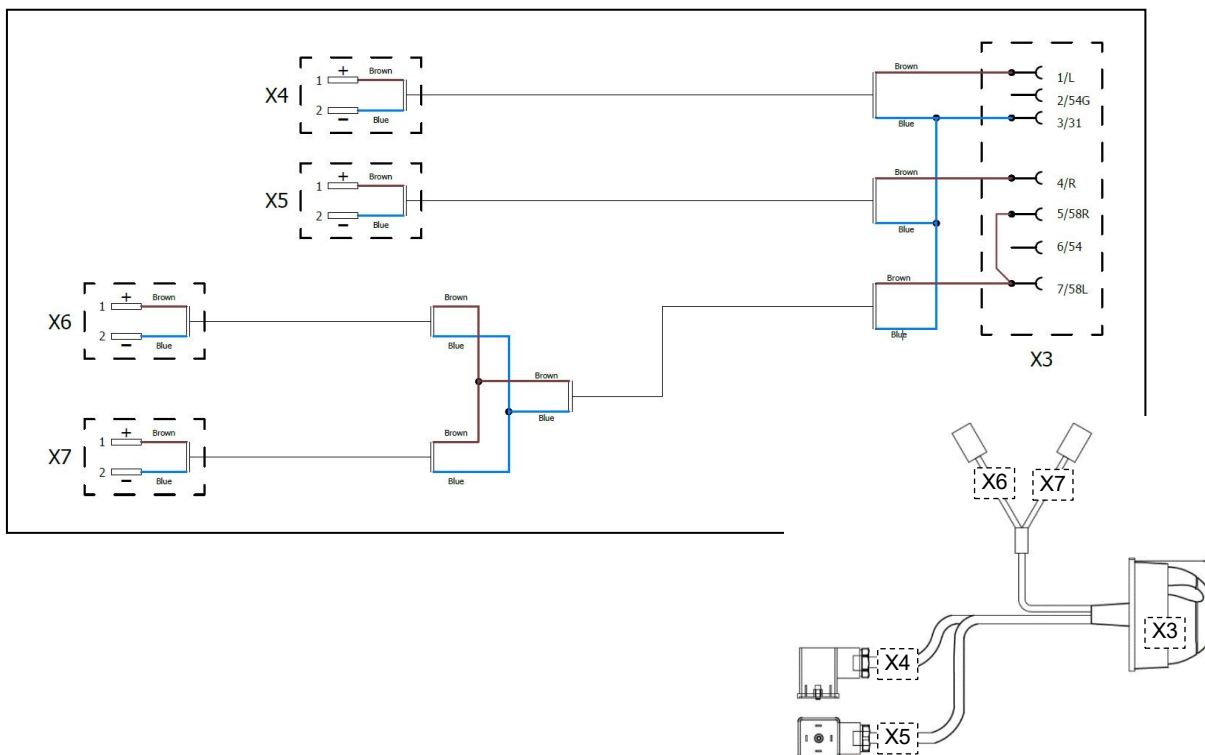 X4
1 + Brown
2 − Blue
Brown
Blue
1/L
2/54G
3/31
X5
1 + Brown
2 − Blue
Brown
Blue
4/R
5/58R
6/54
7/58L
X3
X6
1 + Brown
2 − Blue
Brown
Blue
Brown
Blue
Brown
Blue
X7
1 + Brown
2 − Blue
Brown
Blue
X6
X7
X3
X4
X5